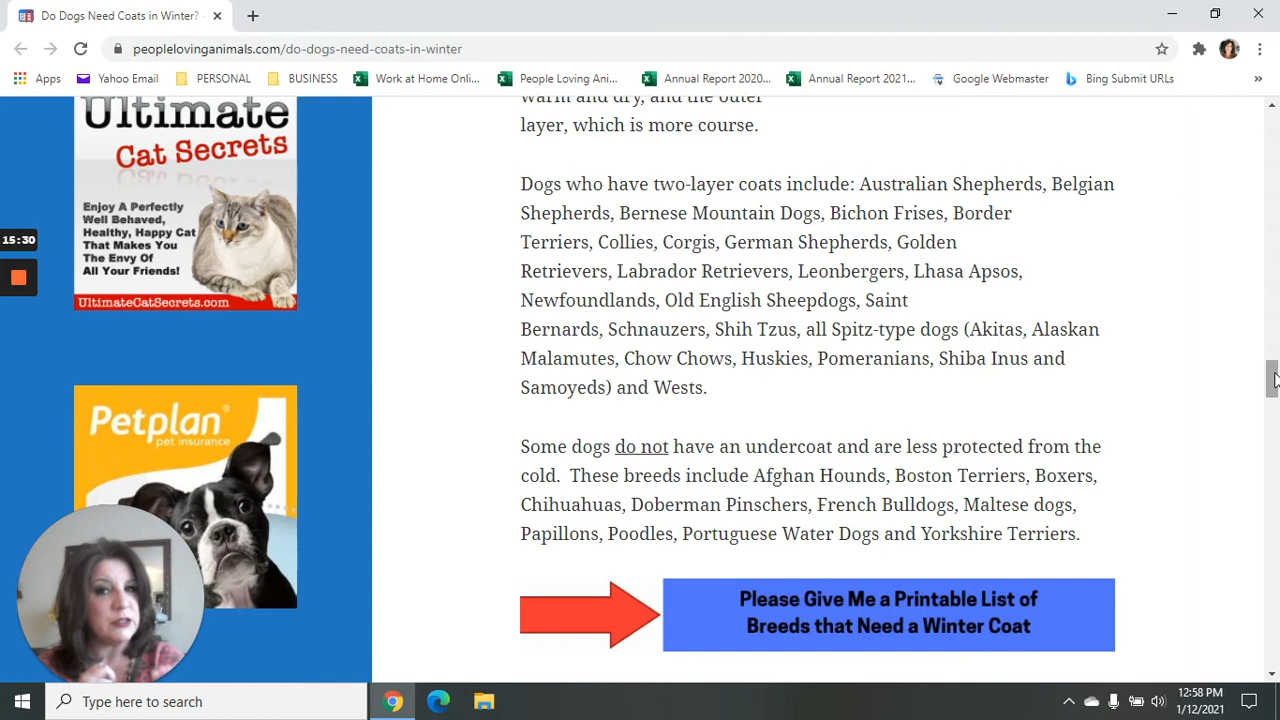 Do Dogs Need Coats in Winter?
peoplelovinganimals.com/do-dogs-need-coats-in-winter
Apps
Yahoo Email
PERSONAL
BUSINESS
Work at Home Onli...
People Loving Ani...
Annual Report 2020...
Annual Report 2021...
Google Webmaster
Bing Submit URLs
»
Ultimate
Cat Secrets
Enjoy A Perfectly
Well Behaved,
Healthy, Happy Cat
That Makes You
The Envy Of
All Your Friends!
UltimateCatSecrets.com
15:30
Petplan®
pet insurance
warm and dry, and the outer
layer, which is more course.
Dogs who have two-layer coats include: Australian Shepherds, Belgian
Shepherds, Bernese Mountain Dogs, Bichon Frises, Border
Terriers, Collies, Corgis, German Shepherds, Golden
Retrievers, Labrador Retrievers, Leonbergers, Lhasa Apsos,
Newfoundlands, Old English Sheepdogs, Saint
Bernards, Schnauzers, Shih Tzus, all Spitz-type dogs (Akitas, Alaskan
Malamutes, Chow Chows, Huskies, Pomeranians, Shiba Inus and
Samoyeds) and Wests.
Some dogs do not have an undercoat and are less protected from the
cold.  These breeds include Afghan Hounds, Boston Terriers, Boxers,
Chihuahuas, Doberman Pinschers, French Bulldogs, Maltese dogs,
Papillons, Poodles, Portuguese Water Dogs and Yorkshire Terriers.
Please Give Me a Printable List of
Breeds that Need a Winter Coat
Type here to search
12:58 PM
1/12/2021